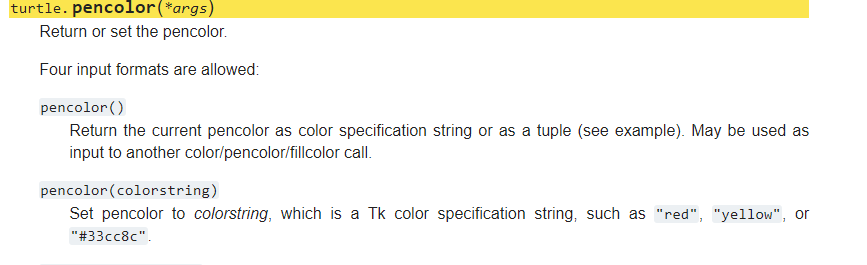 turtle.pencolor(*args)
Return or set the pencolor.
Four input formats are allowed:
pencolor()
Return the current pencolor as color specification string or as a tuple (see example). May be used as
input to another color/pencolor/fillcolor call.
pencolor(colorstring)
Set pencolor to colorstring, which is a Tk color specification string, such as "red", "yellow", or
"#33cc8c".